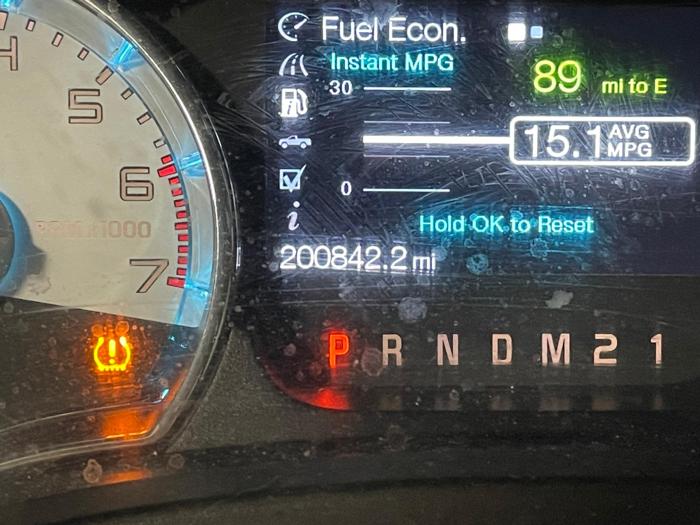 H
5
6
7
Fuel Econ.
Instant MPG
30
89 mi to E
15.1 AVG MPG
0
Hold OK to Reset
200842.2 mi
P R N D M 2 1